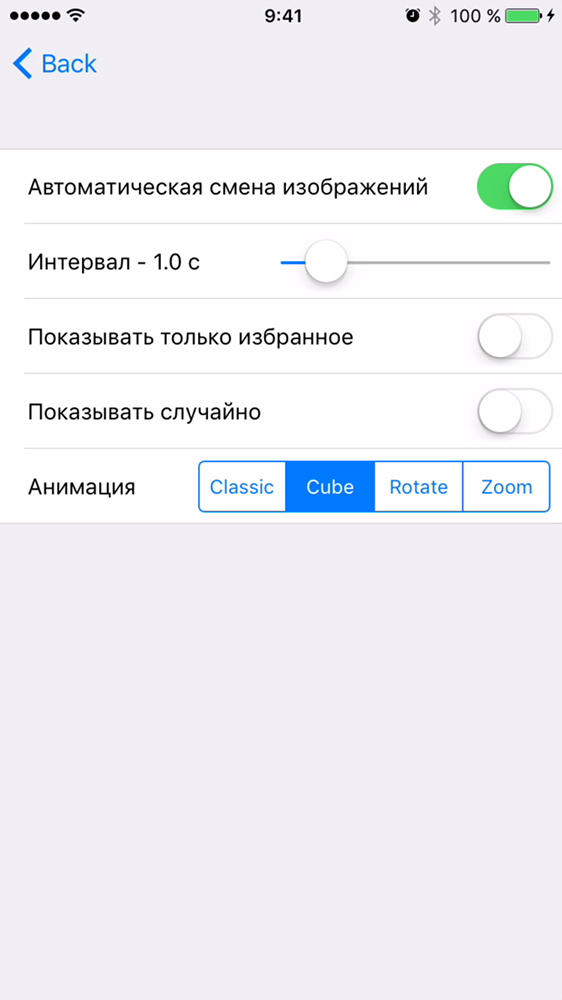 9:41 100 %
Back
Автоматическая смена изображений
Интервал - 1.0 с
Показывать только избранное
Показывать случайно
Анимация Classic Cube Rotate Zoom